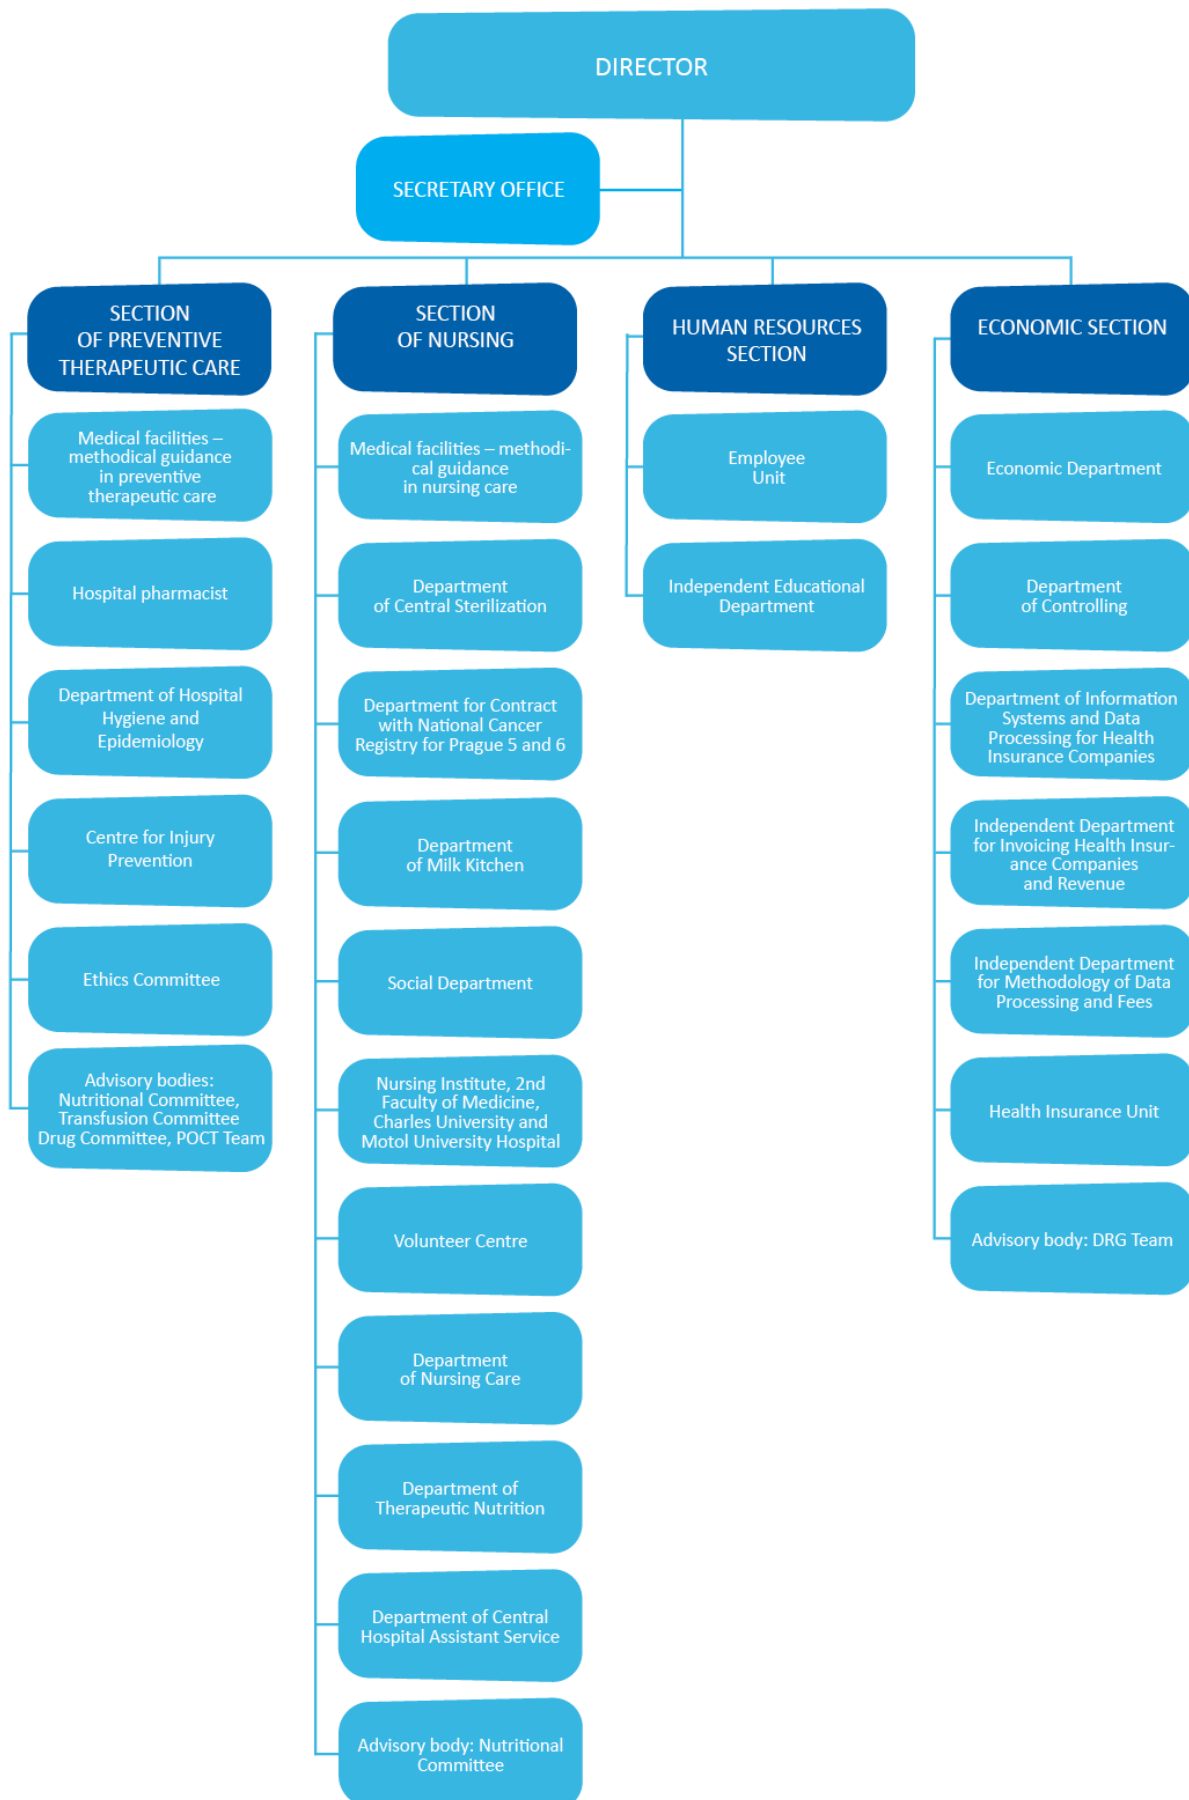 DIRECTOR
SECRETARY OFFICE
SECTION
OF PREVENTIVE
THERAPEUTIC CARE
Medical facilities –
methodical guidance
in preventive
therapeutic care
Hospital pharmacist
Department of Hospital
Hygiene and
Epidemiology
Centre for Injury
Prevention
Ethics Committee
Advisory bodies:
Nutritional Committee,
Transfusion Committee
Drug Committee, POCT Team
SECTION
OF NURSING
Medical facilities – methodi-
cal guidance
in nursing care
Department
of Central Sterilization
Department for Contract
with National Cancer
Registry for Prague 5 and 6
Department
of Milk Kitchen
Social Department
Nursing Institute, 2nd
Faculty of Medicine,
Charles University and
Motol University Hospital
Volunteer Centre
Department
of Nursing Care
Department of
Therapeutic Nutrition
Department of Central
Hospital Assistant Service
Advisory body: Nutritional
Committee
HUMAN RESOURCES
SECTION
Employee
Unit
Independent Educational
Department
ECONOMIC SECTION
Economic Department
Department
of Controlling
Department of Information
Systems and Data
Processing for Health
Insurance Companies
Independent Department
for Invoicing Health Insur-
ance Companies
and Revenue
Independent Department
for Methodology of Data
Processing and Fees
Health Insurance Unit
Advisory body: DRG Team